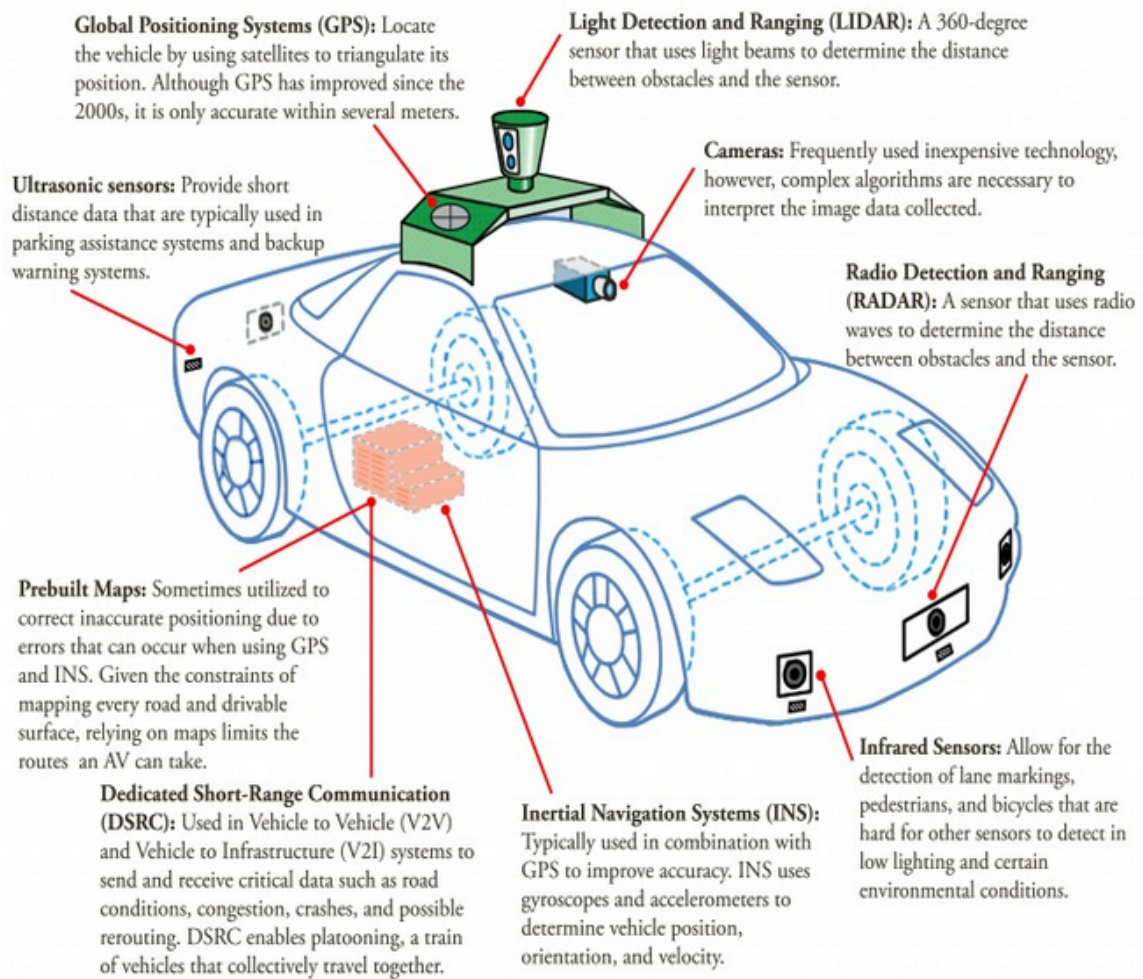 Global Positioning Systems (GPS): Locate
the vehicle by using satellites to triangulate its
position. Although GPS has improved since the
2000s, it is only accurate within several meters.
Light Detection and Ranging (LIDAR): A 360-degree
sensor that uses light beams to determine the distance
between obstacles and the sensor.
Cameras: Frequently used inexpensive technology,
however, complex algorithms are necessary to
interpret the image data collected.
Ultrasonic sensors: Provide short
distance data that are typically used in
parking assistance systems and backup
warning systems.
Radio Detection and Ranging
(RADAR): A sensor that uses radio
waves to determine the distance
between obstacles and the sensor.
Prebuilt Maps: Sometimes utilized to
correct inaccurate positioning due to
errors that can occur when using GPS
and INS. Given the constraints of
mapping every road and drivable
surface, relying on maps limits the
routes an AV can take.
Dedicated Short-Range Communication
(DSRC): Used in Vehicle to Vehicle (V2V)
and Vehicle to Infrastructure (V2I) systems to
send and receive critical data such as road
conditions, congestion, crashes, and possible
rerouting. DSRC enables platooning, a train
of vehicles that collectively travel together.
Inertial Navigation Systems (INS):
Typically used in combination with
GPS to improve accuracy. INS uses
gyroscopes and accelerometers to
determine vehicle position,
orientation, and velocity.
Infrared Sensors: Allow for the
detection of lane markings,
pedestrians, and bicycles that are
hard for other sensors to detect in
low lighting and certain
environmental conditions.